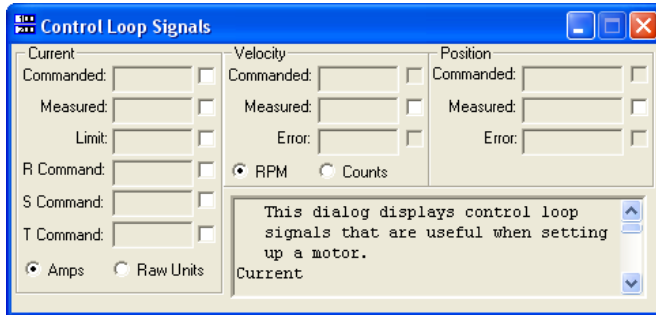 Control Loop Signals
Current
Commanded:
Measured:
Limit:
R Command:
S Command:
T Command:
Amps Raw Units
Velocity
Commanded:
Measured:
Error:
RPM Counts
Position
Commanded:
Measured:
Error:
This dialog displays control loop
signals that are useful when setting
up a motor.
Current